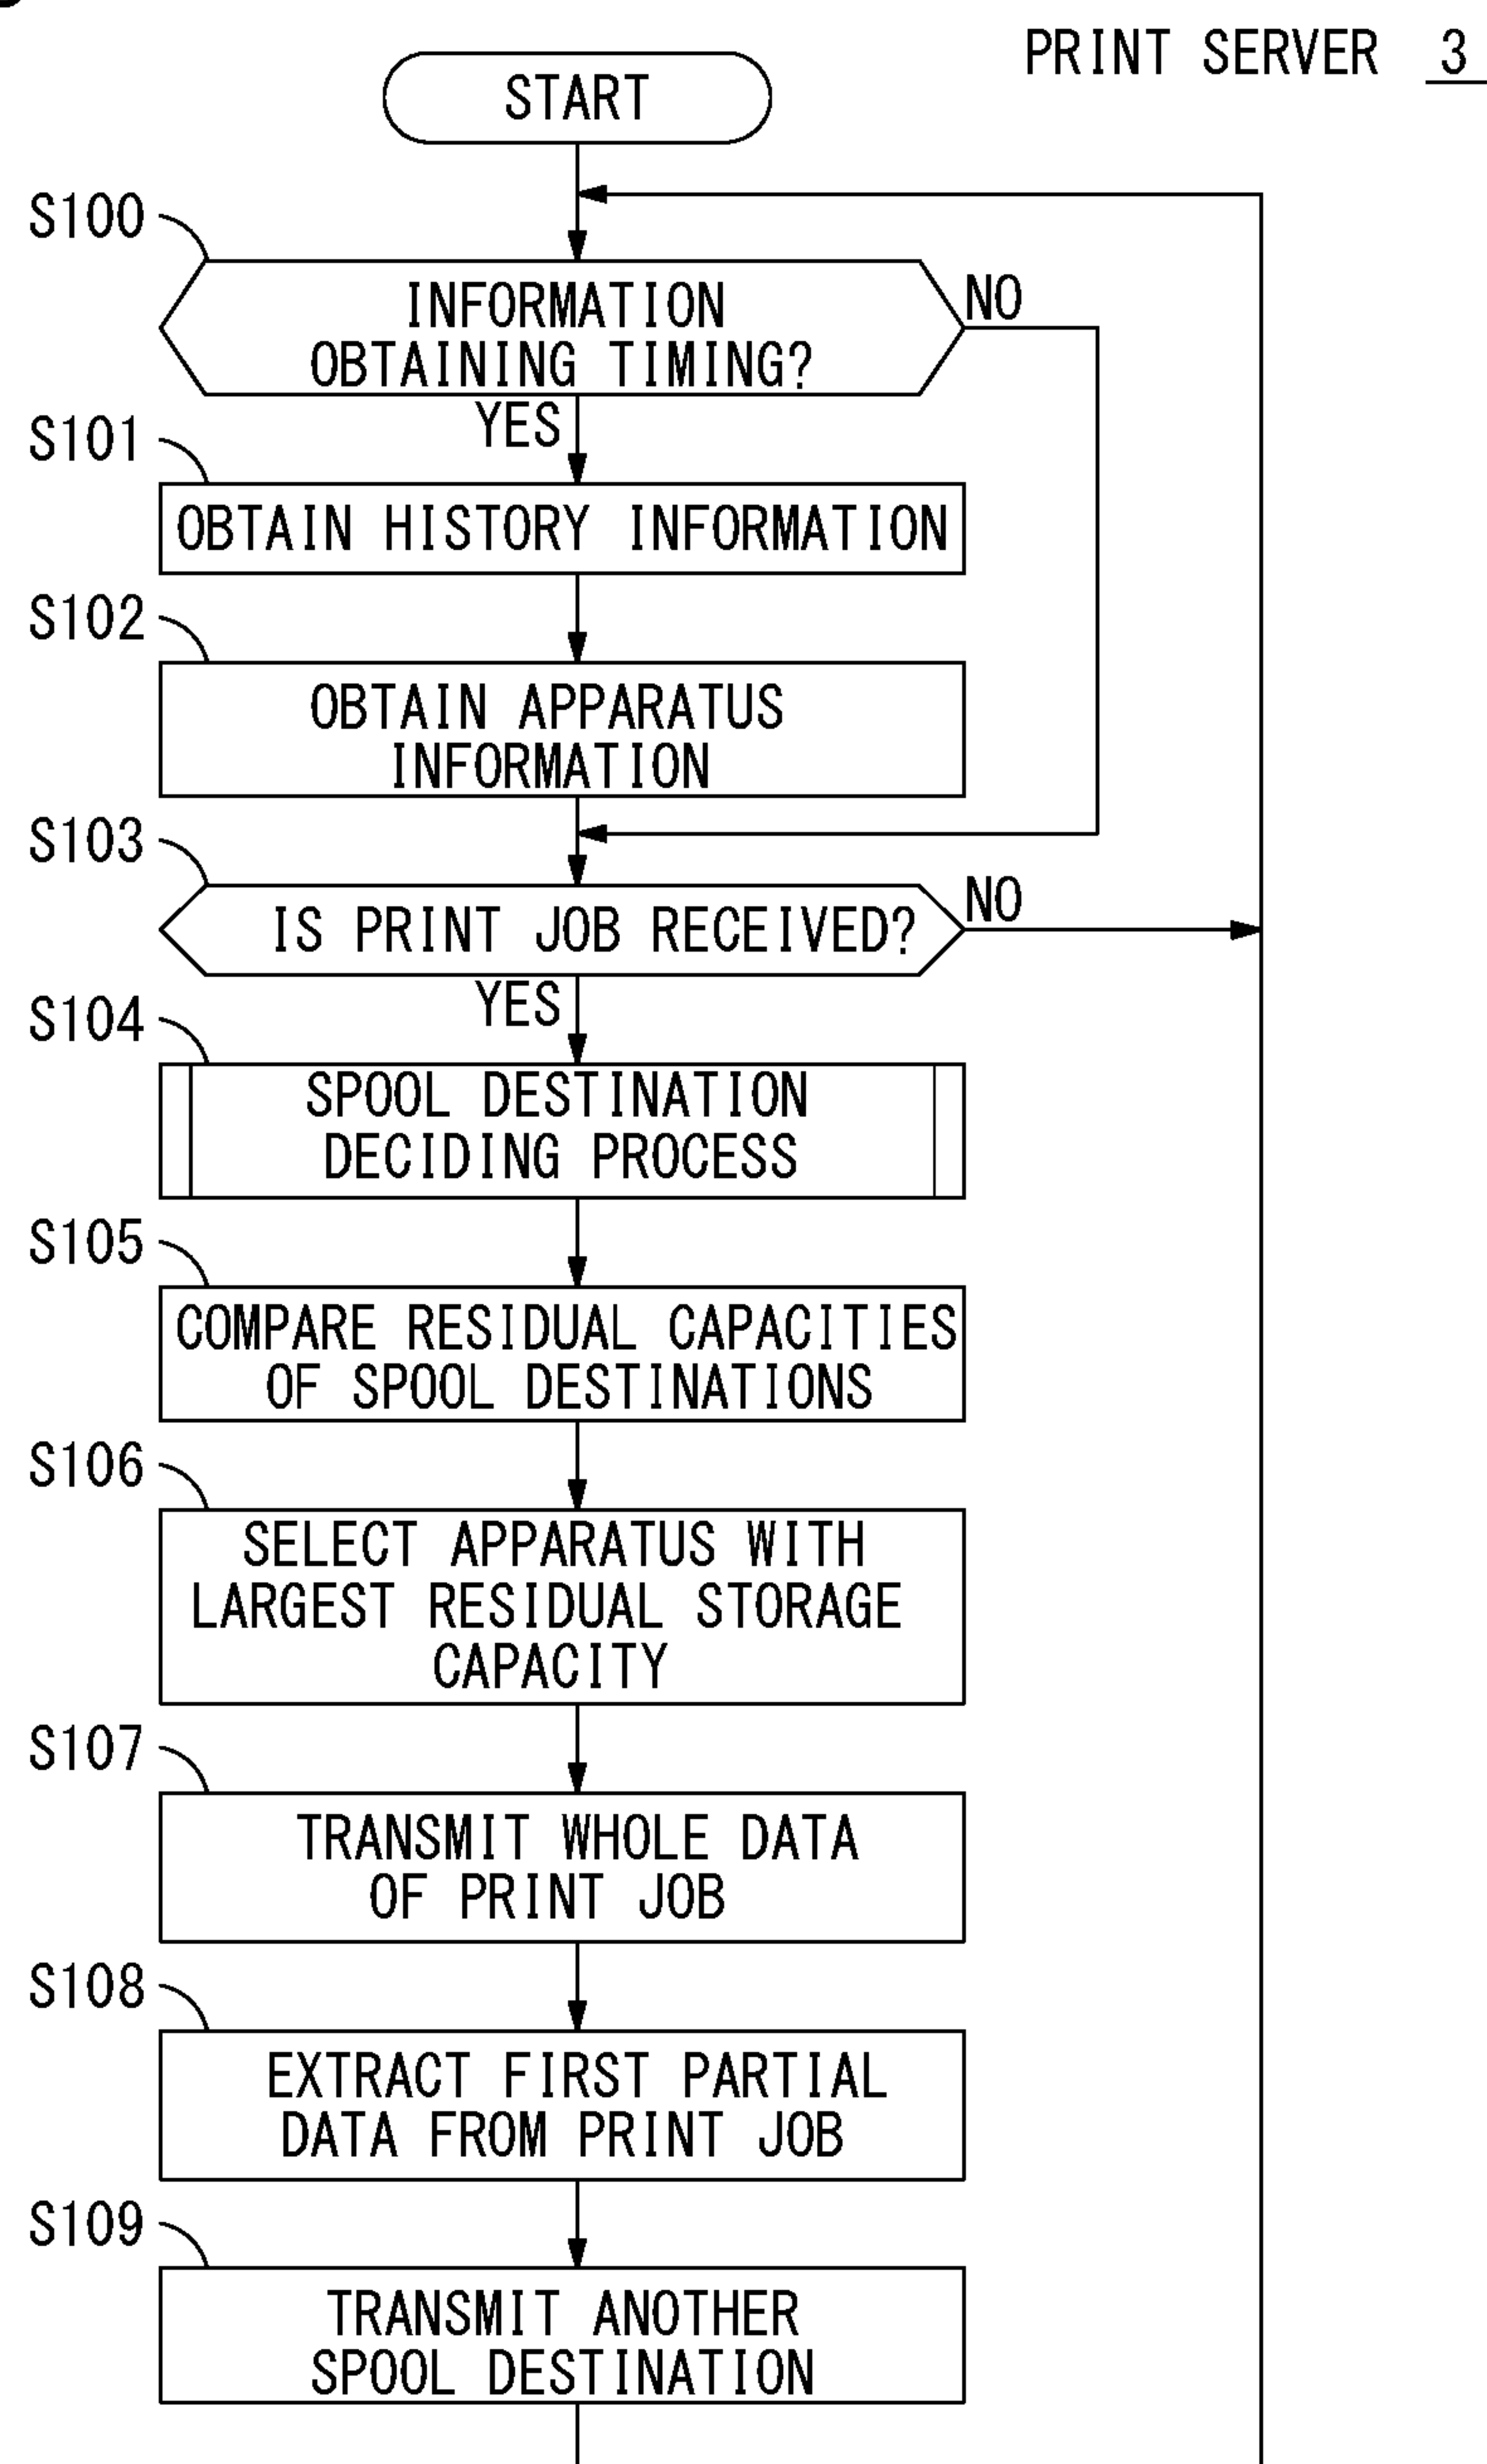 PRINT SERVER 3
START
S100
INFORMATION
OBTAINING TIMING?
NO
YES
S101
OBTAIN HISTORY INFORMATION
S102
OBTAIN APPARATUS
INFORMATION
S103
IS PRINT JOB RECEIVED?
NO
YES
S104
SPOOL DESTINATION
DECIDING PROCESS
S105
COMPARE RESIDUAL CAPACITIES
OF SPOOL DESTINATIONS
S106
SELECT APPARATUS WITH
LARGEST RESIDUAL STORAGE
CAPACITY
S107
TRANSMIT WHOLE DATA
OF PRINT JOB
S108
EXTRACT FIRST PARTIAL
DATA FROM PRINT JOB
S109
TRANSMIT ANOTHER
SPOOL DESTINATION